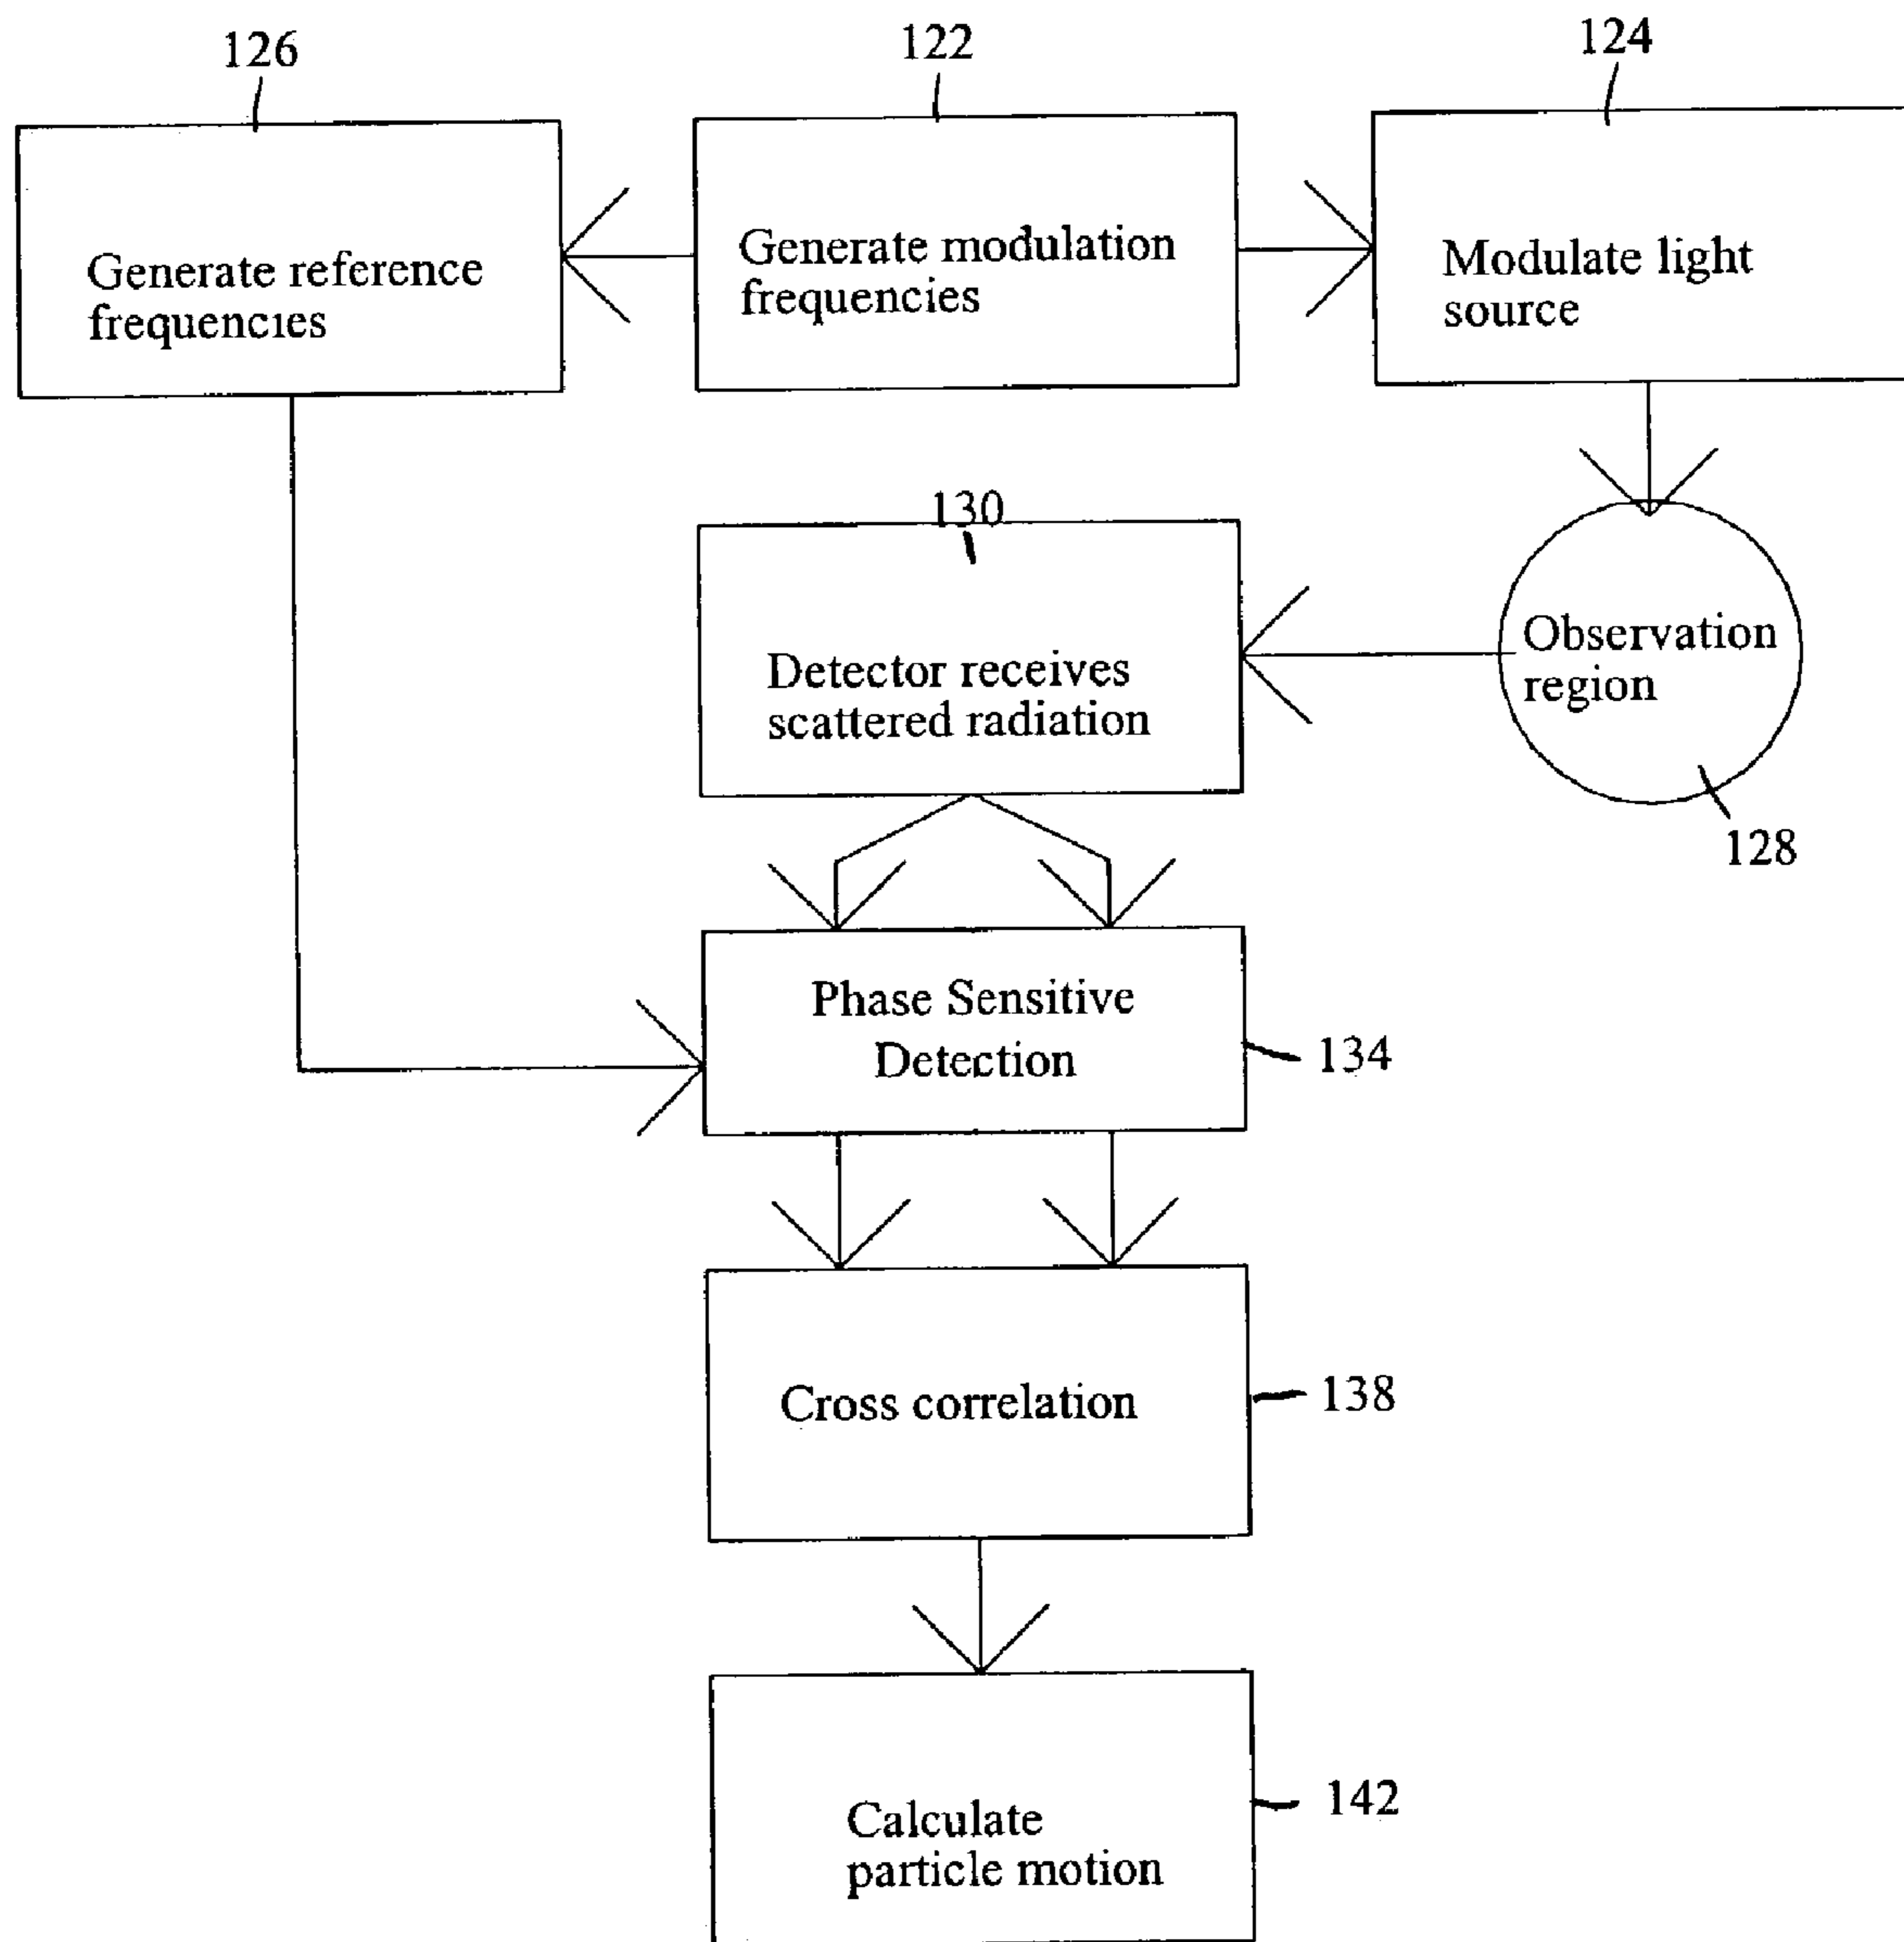 126
122
124
Generate reference
frequencies
Generate modulation
frequencies
Modulate light
source
130
Detector receives
scattered radiation
Observation
region
128
Phase Sensitive
Detection
134
Cross correlation
138
Calculate
particle motion
142